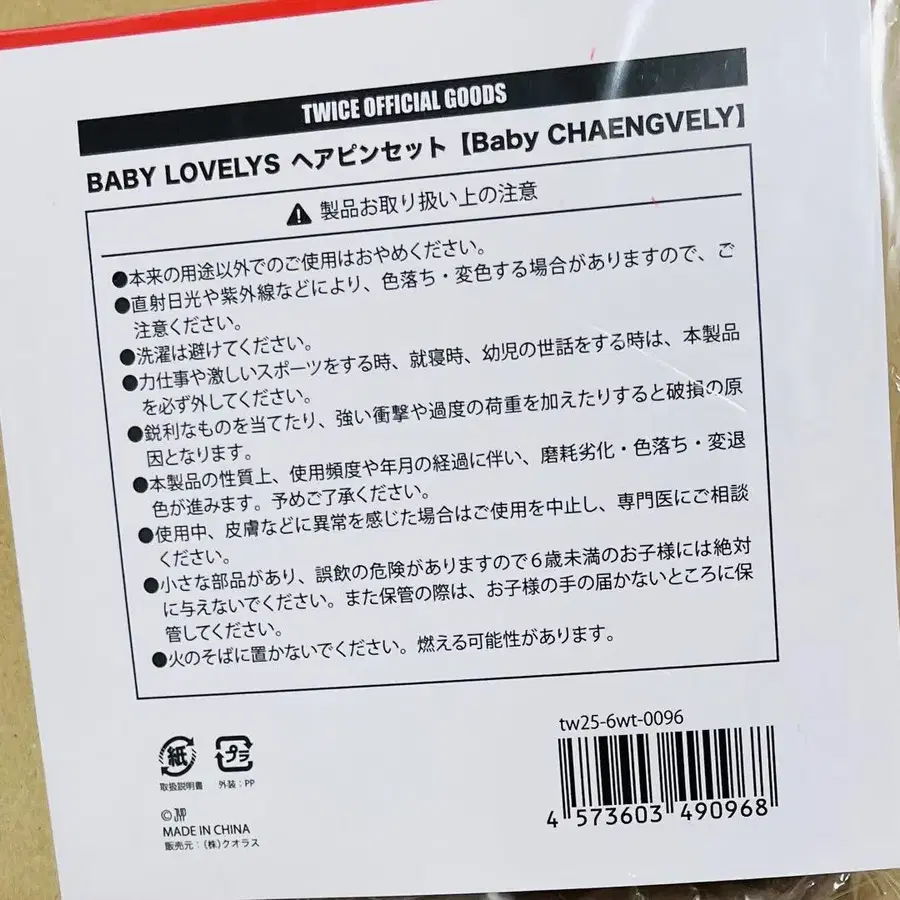 TWICE OFFICIAL GOODS
BABY LOVELYS ヘアピンセット【Baby CHAENGVELY】
製品お取り扱い上の注意
●本来の用途以外でのご使用はおやめください。
●直射日光や紫外線などにより、色落ち・変色する場合がありますので、ご
注意ください。
●洗濯は避けてください。
●力仕事や激しいスポーツをする時、就寝時、幼児の世話をする時は、本製品
を必ず外してください。
●鋭利なものを当てたり、強い衝撃や過度の荷重を加えたりすると破損の原
因となります。
●本製品の性質上、使用頻度や年月の経過に伴い、磨耗劣化・色落ち・変退
色が進みます。予めご了承ください。
●使用中、皮膚などに異常を感じた場合はご使用を中止し、専門医にご相談
ください。
●小さな部品があり、誤飲の危険がありますので6歳未満のお子様には絶対
に与えないでください。また保管の際は、お子様の手の届かないところに保
管してください。
●火のそばに置かないでください。燃える可能性があります。
tw25-6wt-0096
紙 プラ
取扱説明書 外装：PP
© JYP
MADE IN CHINA
販売元：(株)クオラス
4 573603 490968